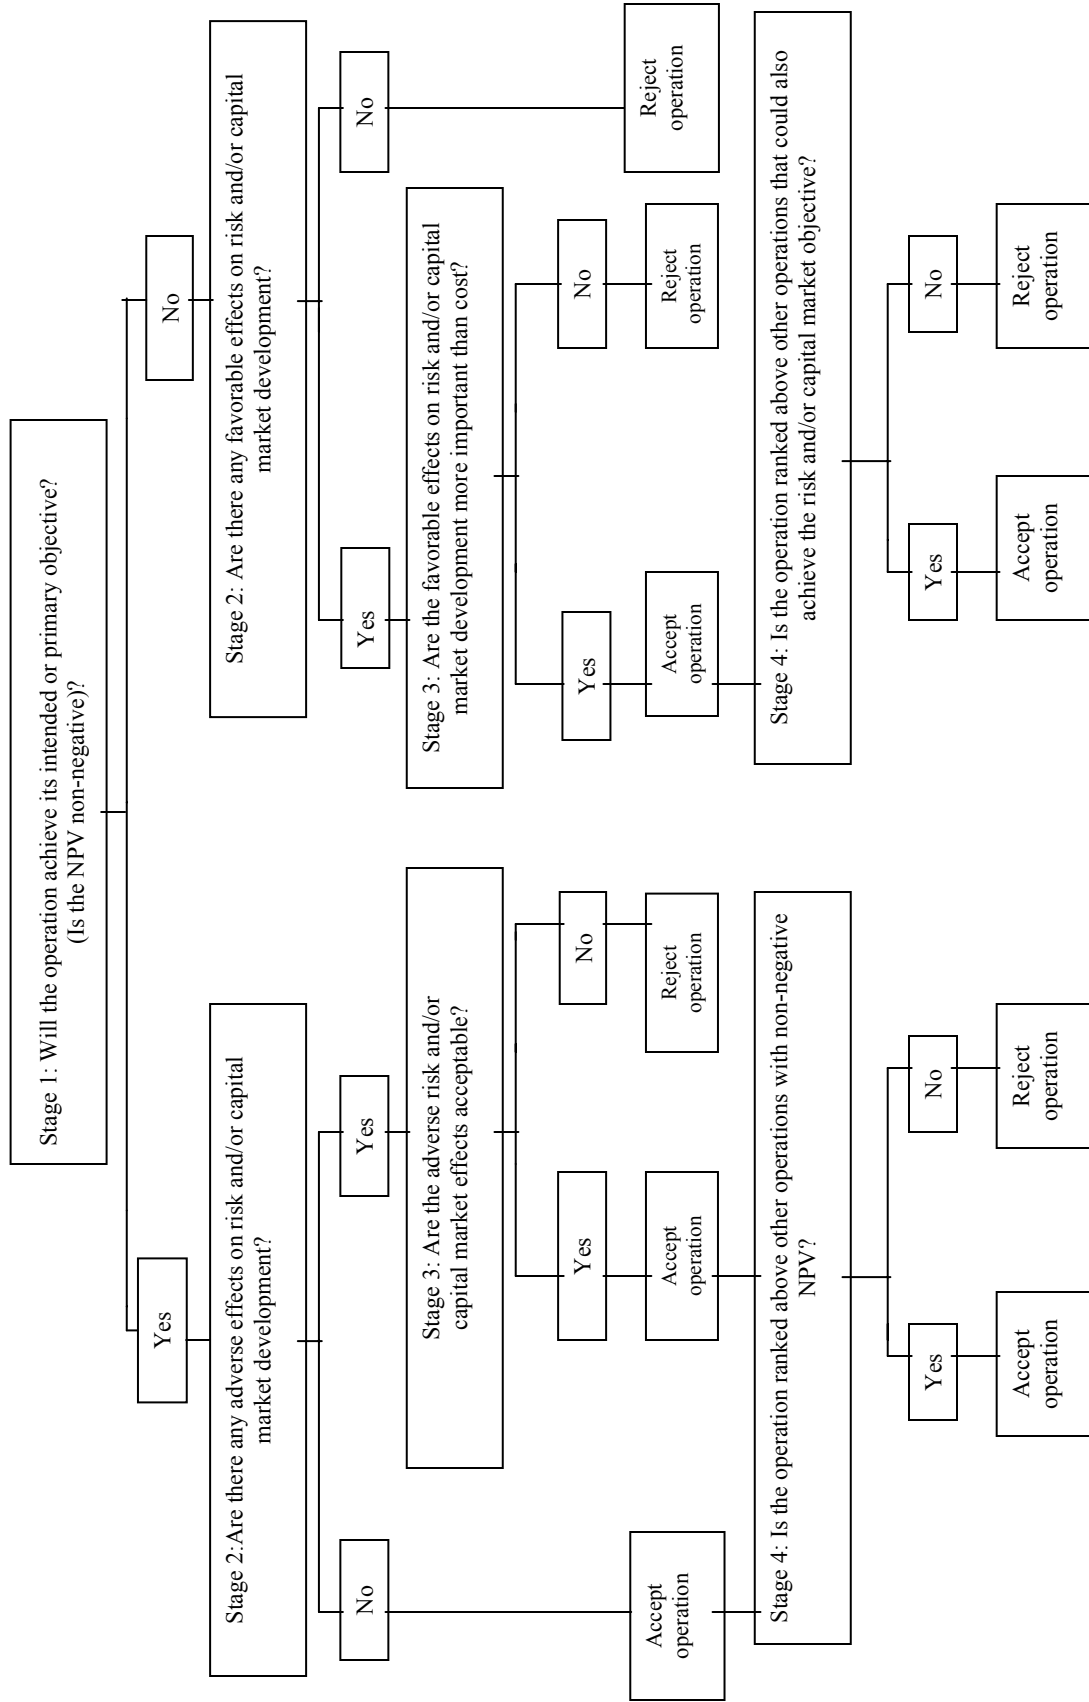 Stage 1: Will the operation achieve its intended or primary objective?
(Is the NPV non-negative)?
Yes
No
Stage 2:Are there any adverse effects on risk and/or capital
market development?
Stage 2: Are there any favorable effects on risk and/or capital
market development?
No
Yes
Yes
No
Stage 3: Are the adverse risk and/or
capital market effects acceptable?
Stage 3: Are the favorable effects on risk and/or capital
market development more important than cost?
Yes
No
Yes
No
Accept
operation
Accept
operation
Reject
operation
Accept
operation
Reject
operation
Reject
operation
Stage 4: Is the operation ranked above other operations with non-negative
NPV?
Stage 4: Is the operation ranked above other operations that could also
achieve the risk and/or capital market objective?
Yes
No
Yes
No
Accept
operation
Reject
operation
Accept
operation
Reject
operation